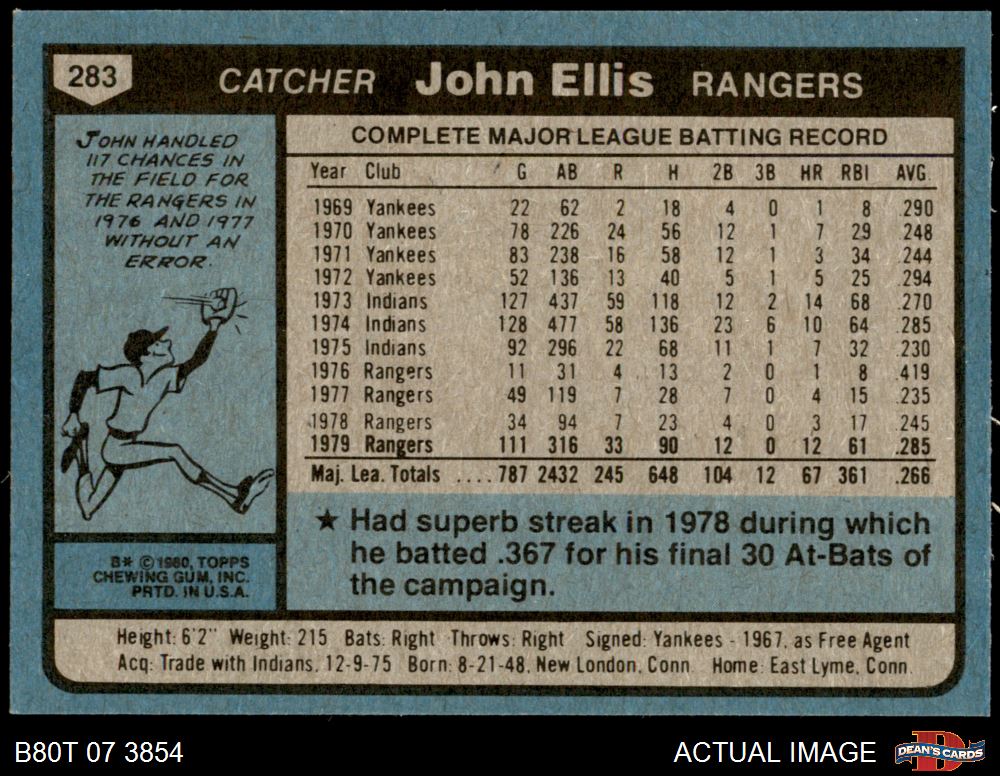 283 CATCHER John Ellis RANGERS
JOHN HANDLED
117 CHANCES IN
THE FIELD FOR
THE RANGERS IN
1976 AND 1977
WITHOUT AN
ERROR.
B* © 1980, TOPPS
CHEWING GUM, INC.
PRTD. IN U.S.A.
COMPLETE MAJOR LEAGUE BATTING RECORD
Year Club G AB R H 2B 3B HR RBI AVG.
1969 Yankees 22 62 2 18 4 0 1 8 .290
1970 Yankees 78 226 24 56 12 1 7 29 .248
1971 Yankees 83 238 16 58 12 1 3 34 .244
1972 Yankees 52 136 13 40 5 1 5 25 .294
1973 Indians 127 437 59 118 12 2 14 68 .270
1974 Indians 128 477 58 136 23 6 10 64 .285
1975 Indians 92 296 22 68 11 1 7 32 .230
1976 Rangers 11 31 4 13 2 0 1 8 .419
1977 Rangers 49 119 7 28 7 0 4 15 .235
1978 Rangers 34 94 7 23 4 0 3 17 .245
1979 Rangers 111 316 33 90 12 0 12 61 .285
Maj. Lea. Totals .... 787 2432 245 648 104 12 67 361 .266
★ Had superb streak in 1978 during which
he batted .367 for his final 30 At-Bats of
the campaign.
Height: 6'2" Weight: 215 Bats: Right Throws: Right Signed: Yankees - 1967, as Free Agent
Acq: Trade with Indians, 12-9-75 Born: 8-21-48, New London, Conn. Home: East Lyme, Conn.
B80T 07 3854 ACTUAL IMAGE DEAN'S CARDS